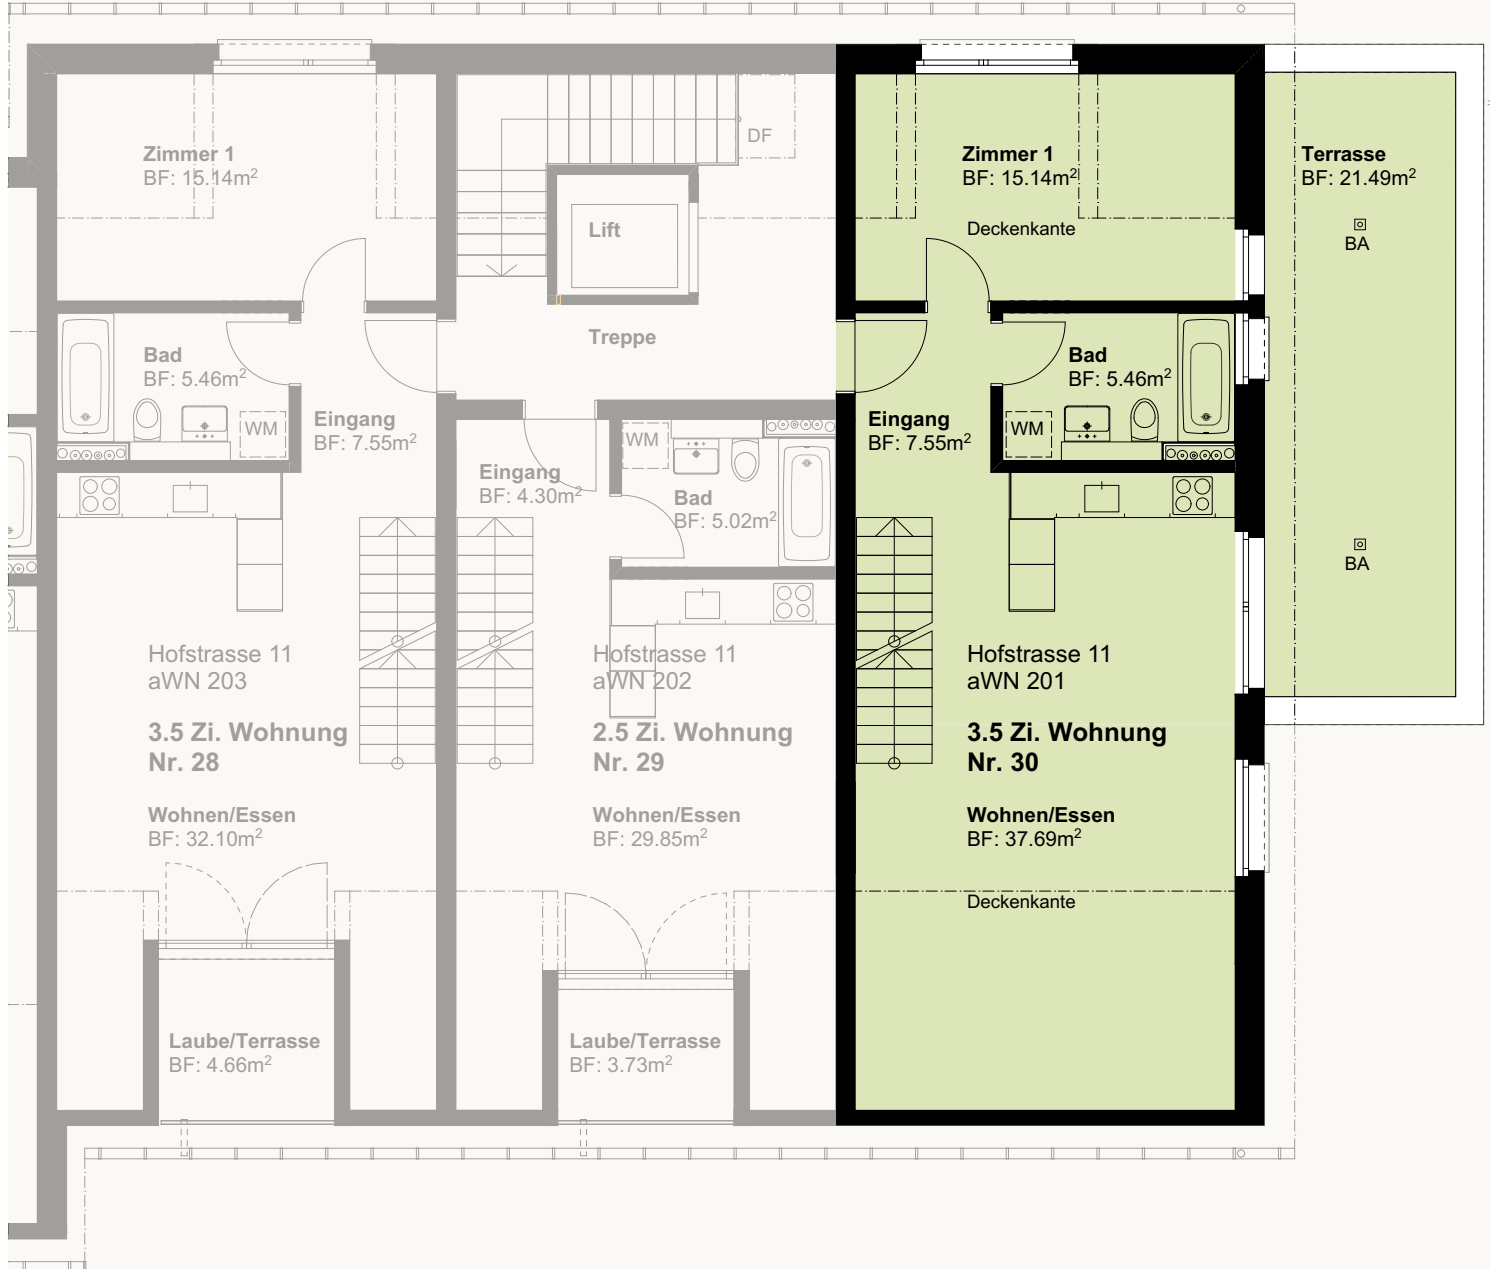 Zimmer 1
BF: 15.14m²
DF
Lift
Treppe
Bad
BF: 5.46m²
WM
Eingang
BF: 7.55m²
Eingang
BF: 4.30m²
WM
Bad
BF: 5.02m²
Hofstrasse 11
aWN 203
3.5 Zi. Wohnung
Nr. 28
Wohnen/Essen
BF: 32.10m²
Laube/Terrasse
BF: 4.66m²
Hofstrasse 11
aWN 202
2.5 Zi. Wohnung
Nr. 29
Wohnen/Essen
BF: 29.85m²
Laube/Terrasse
BF: 3.73m²
Zimmer 1
BF: 15.14m²
Deckenkante
Terrasse
BF: 21.49m²
BA
BA
Bad
BF: 5.46m²
WM
Eingang
BF: 7.55m²
Hofstrasse 11
aWN 201
3.5 Zi. Wohnung
Nr. 30
Wohnen/Essen
BF: 37.69m²
Deckenkante